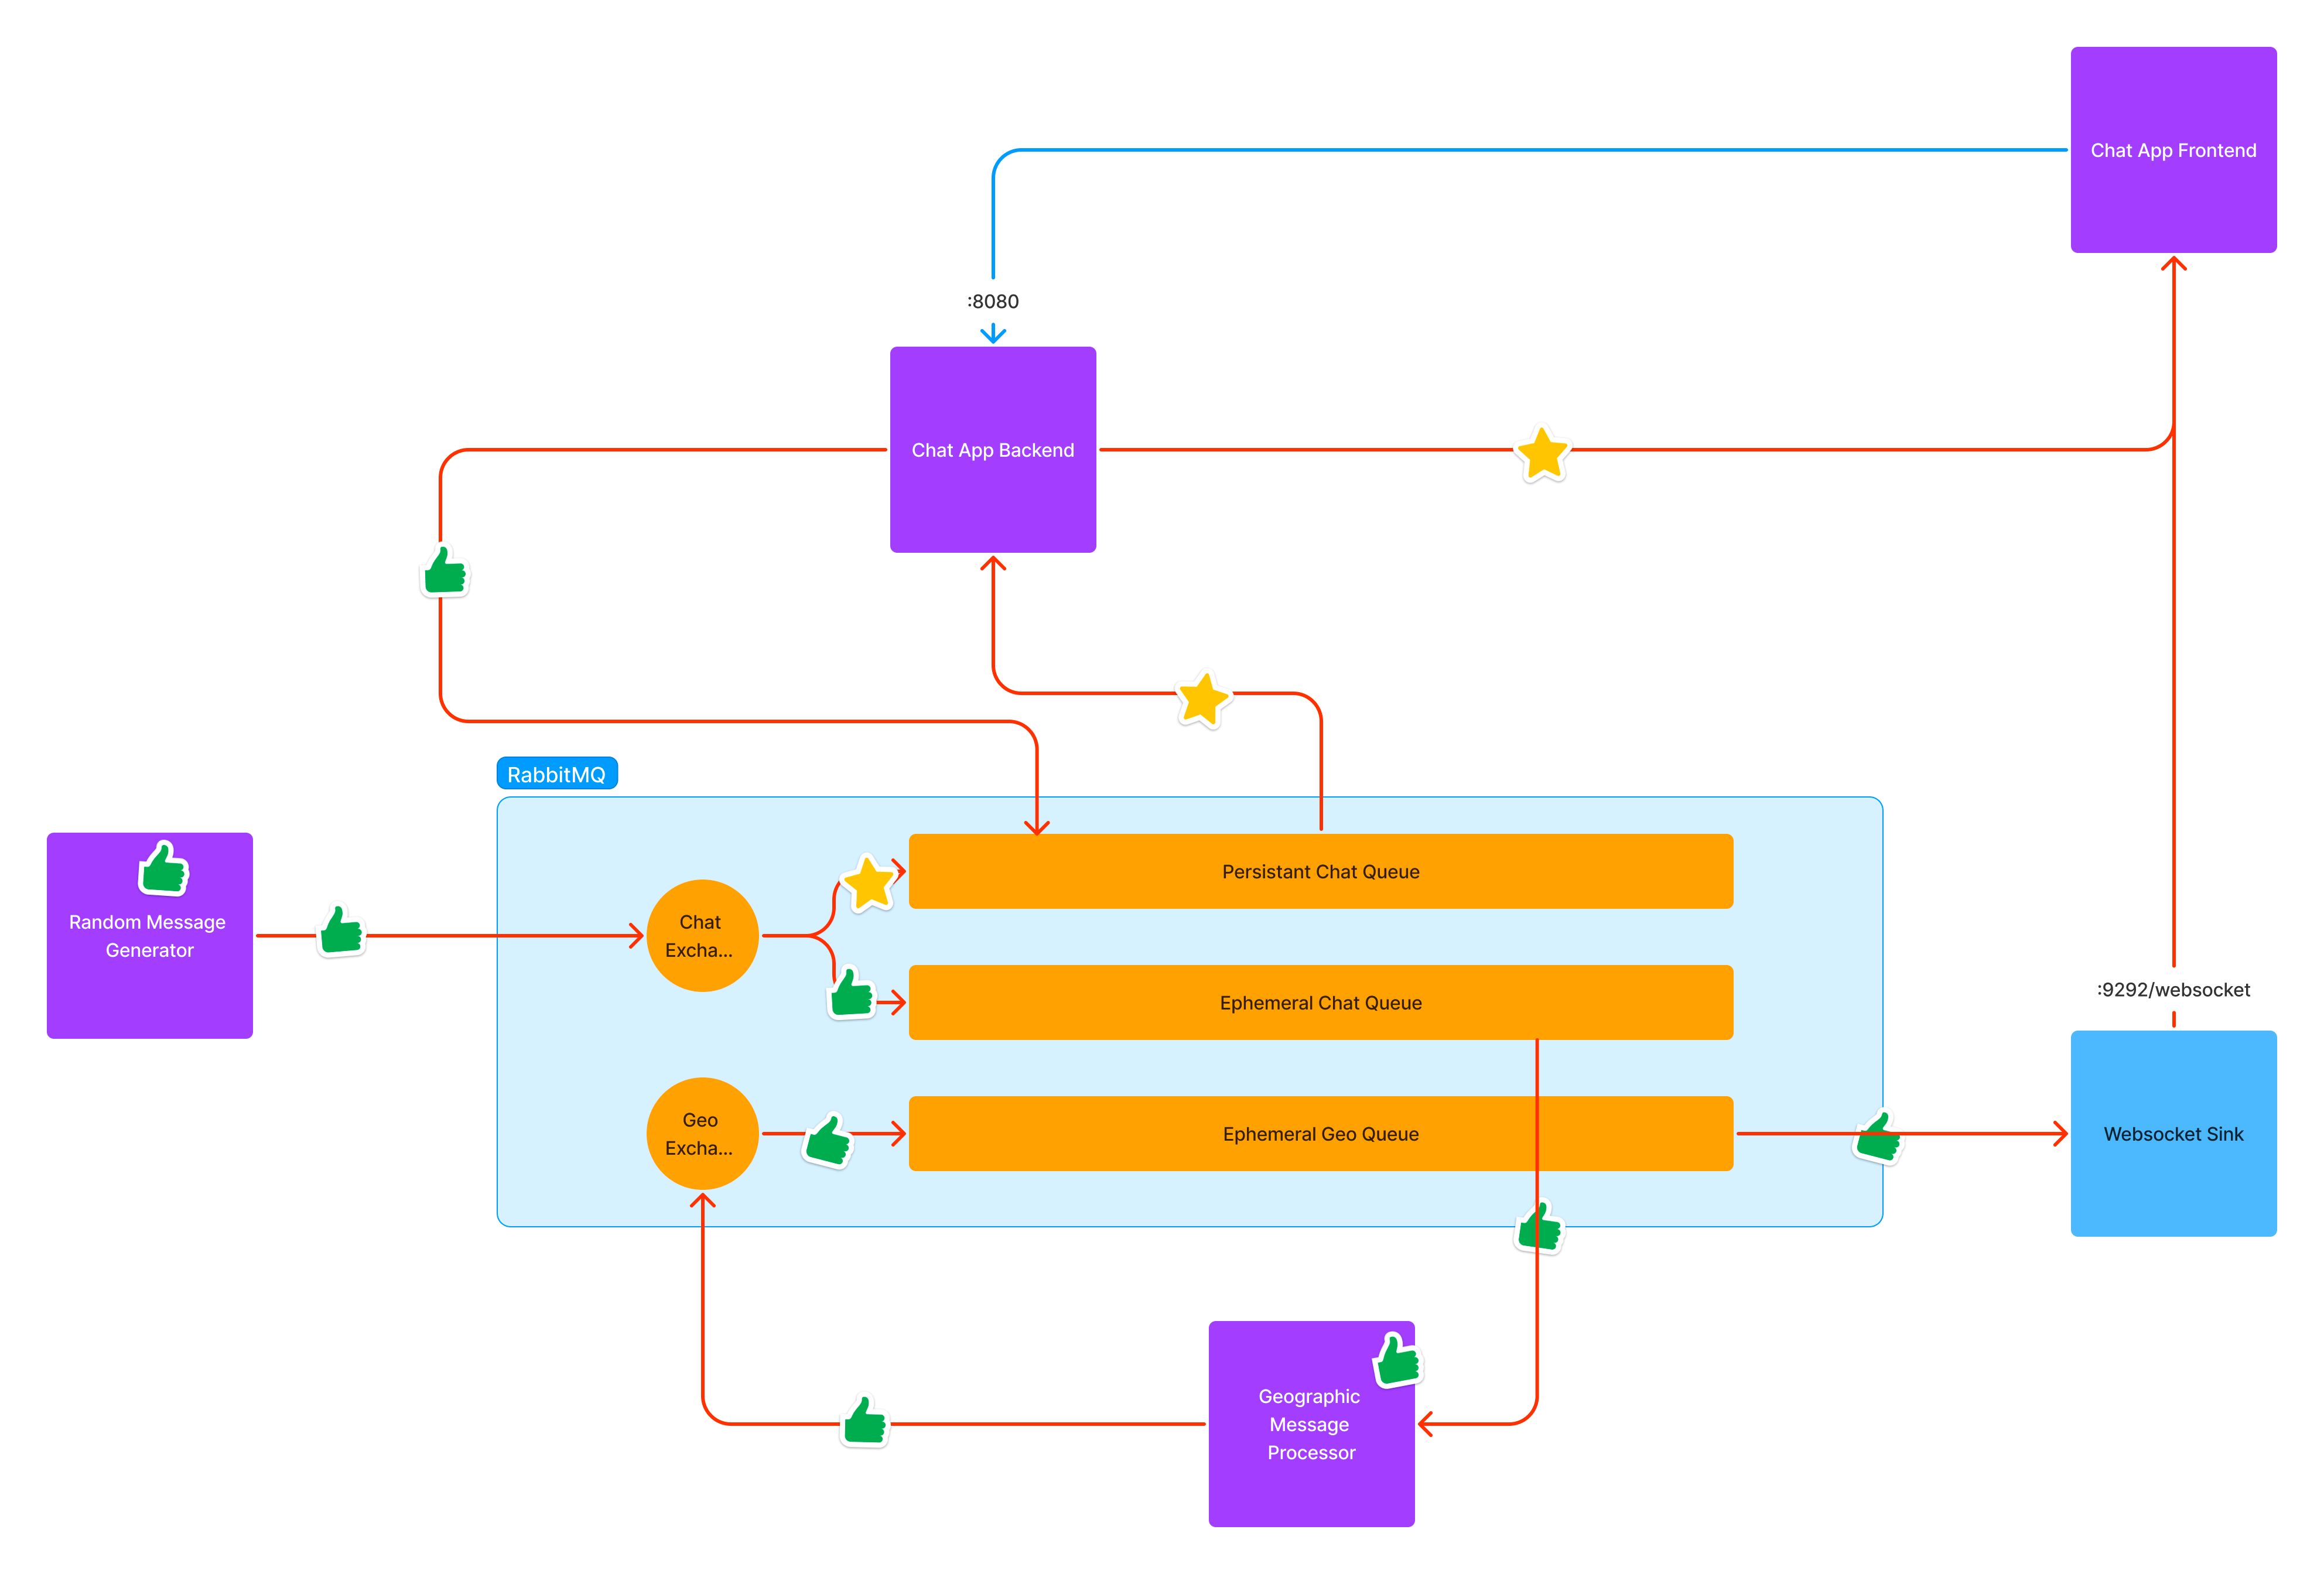 Chat App Frontend
:8080
Chat App Backend
RabbitMQ
Persistant Chat Queue
Random Message
Generator
Chat
Excha...
Ephemeral Chat Queue
:9292/websocket
Geo
Excha...
Ephemeral Geo Queue
Websocket Sink
Geographic
Message
Processor